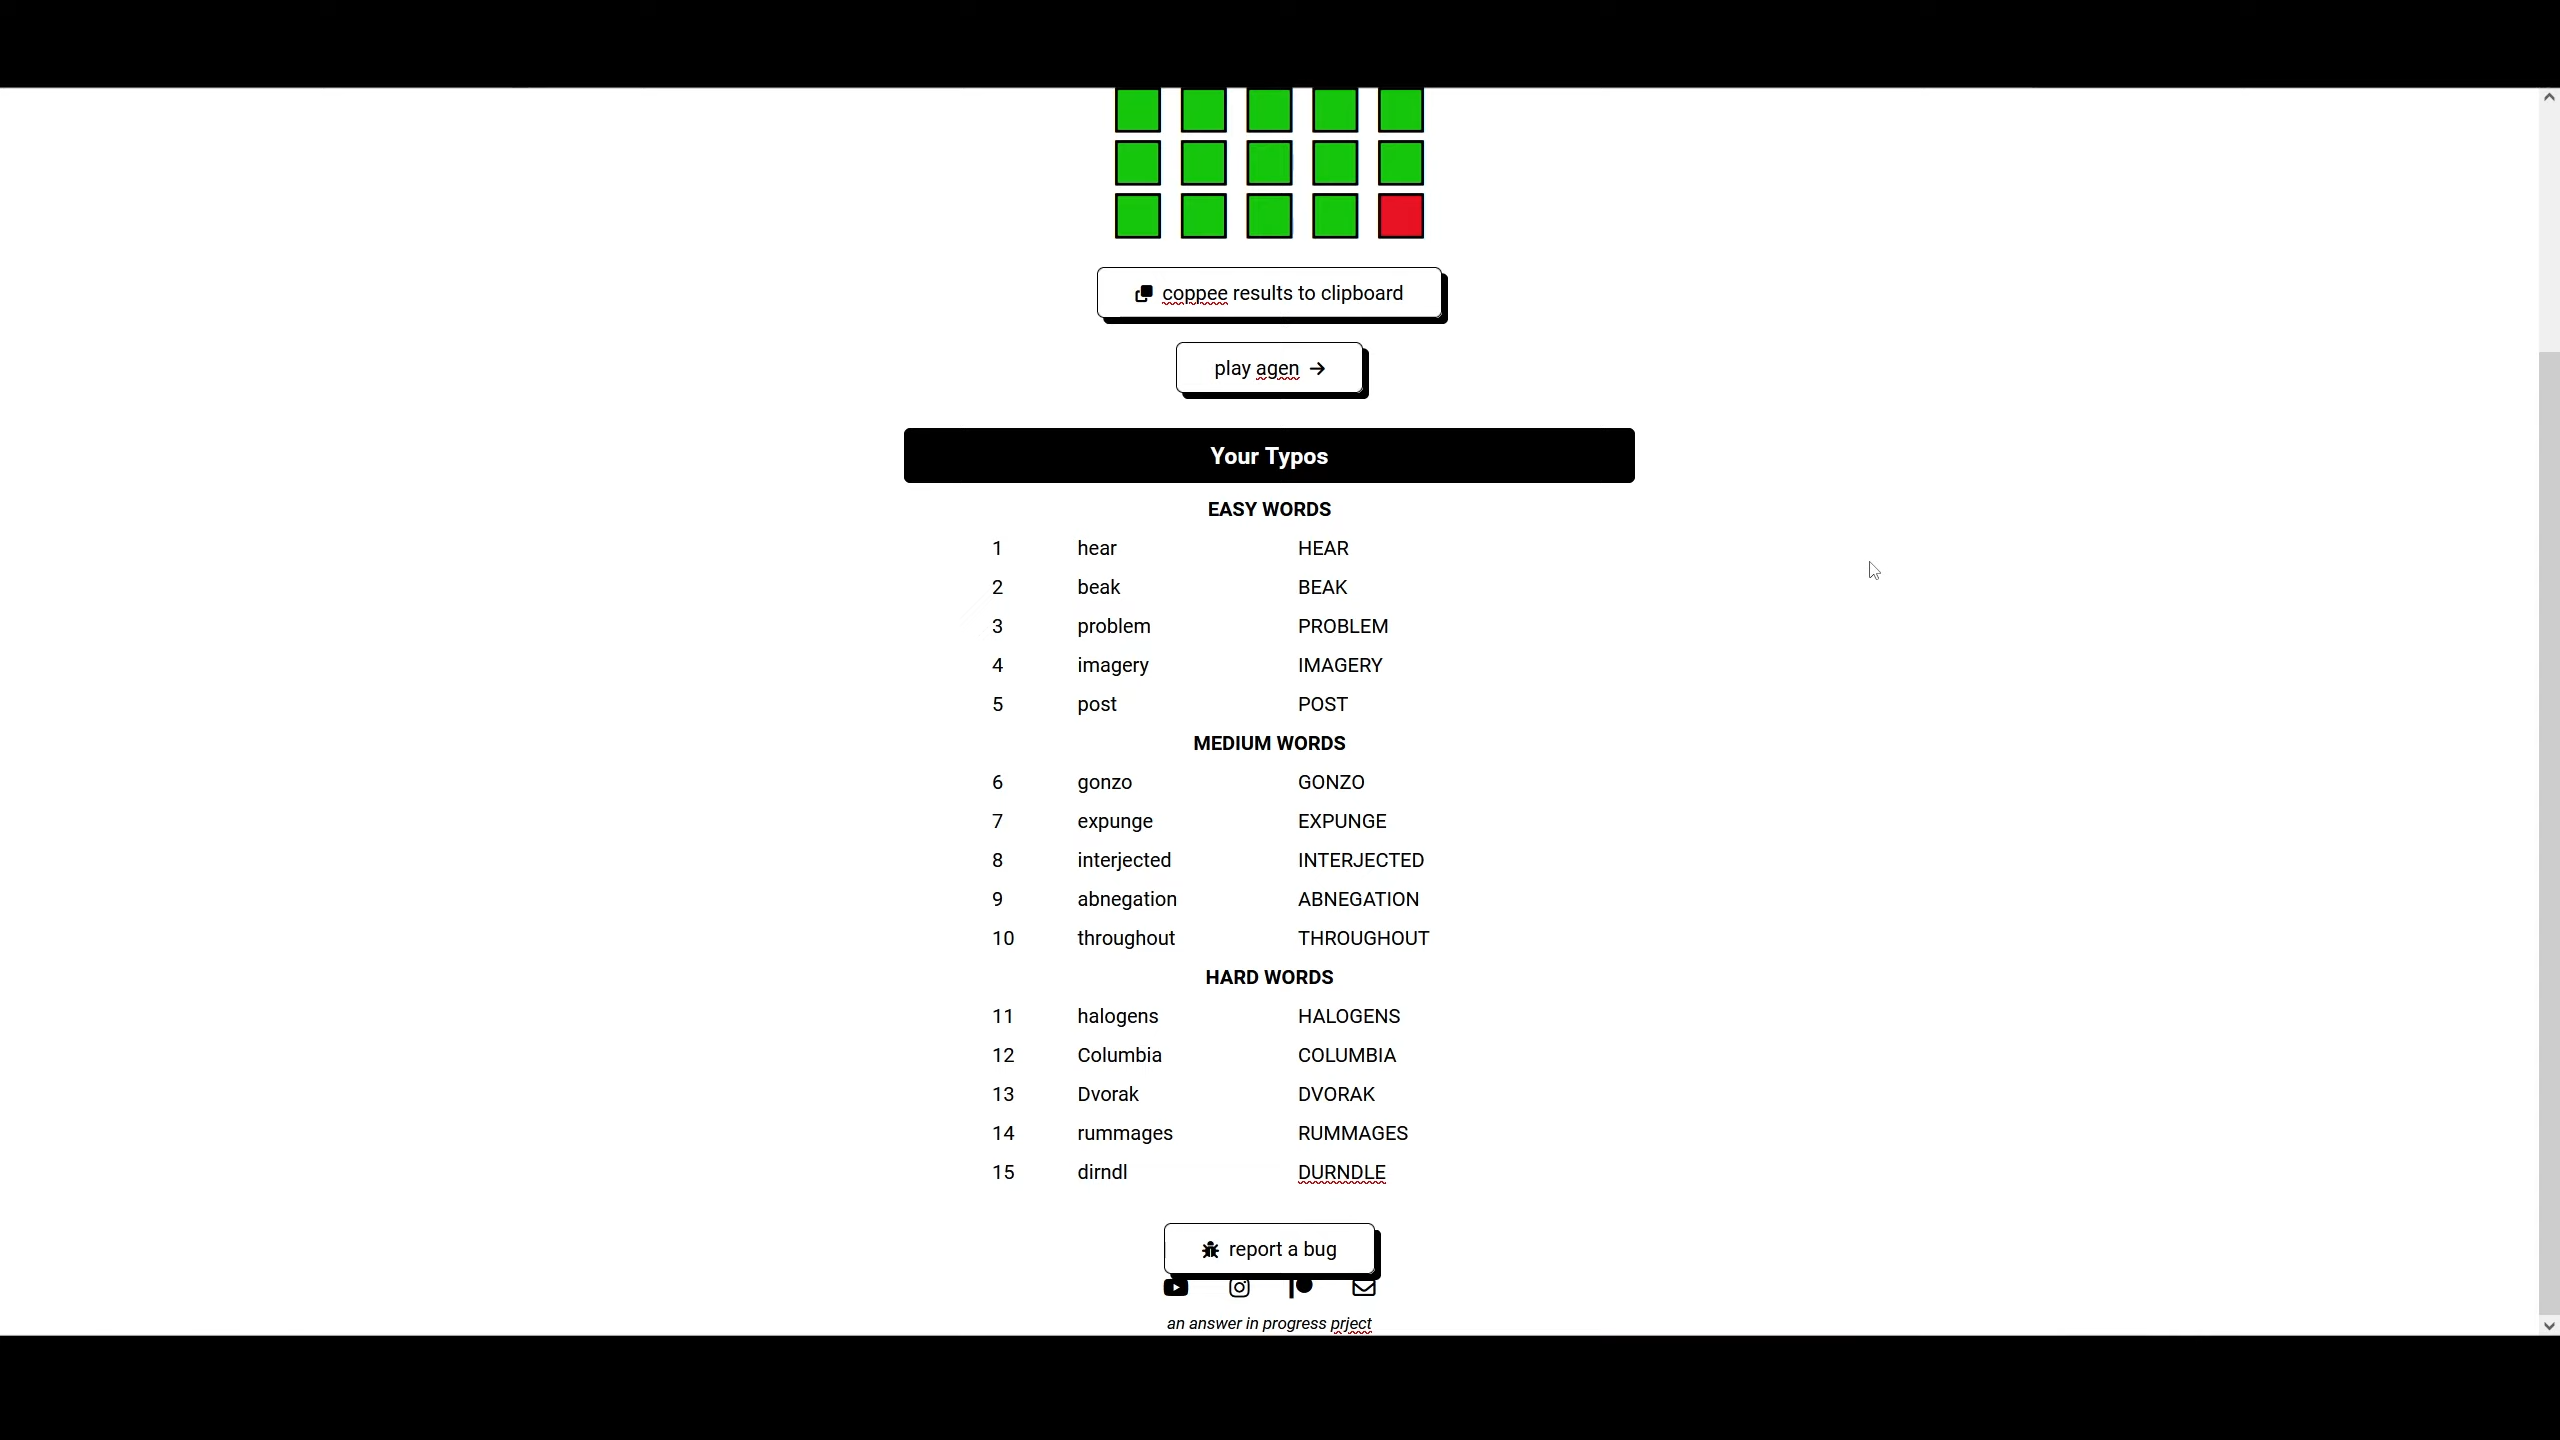 coppee results to clipboard
play agen
Your Typos
EASY WORDS
1 hear HEAR
2 beak BEAK
3 problem PROBLEM
4 imagery IMAGERY
5 post POST
MEDIUM WORDS
6 gonzo GONZO
7 expunge EXPUNGE
8 interjected INTERJECTED
9 abnegation ABNEGATION
10 throughout THROUGHOUT
HARD WORDS
11 halogens HALOGENS
12 Columbia COLUMBIA
13 Dvorak DVORAK
14 rummages RUMMAGES
15 dirndl DURNDLE
report a bug
an answer in progress prject